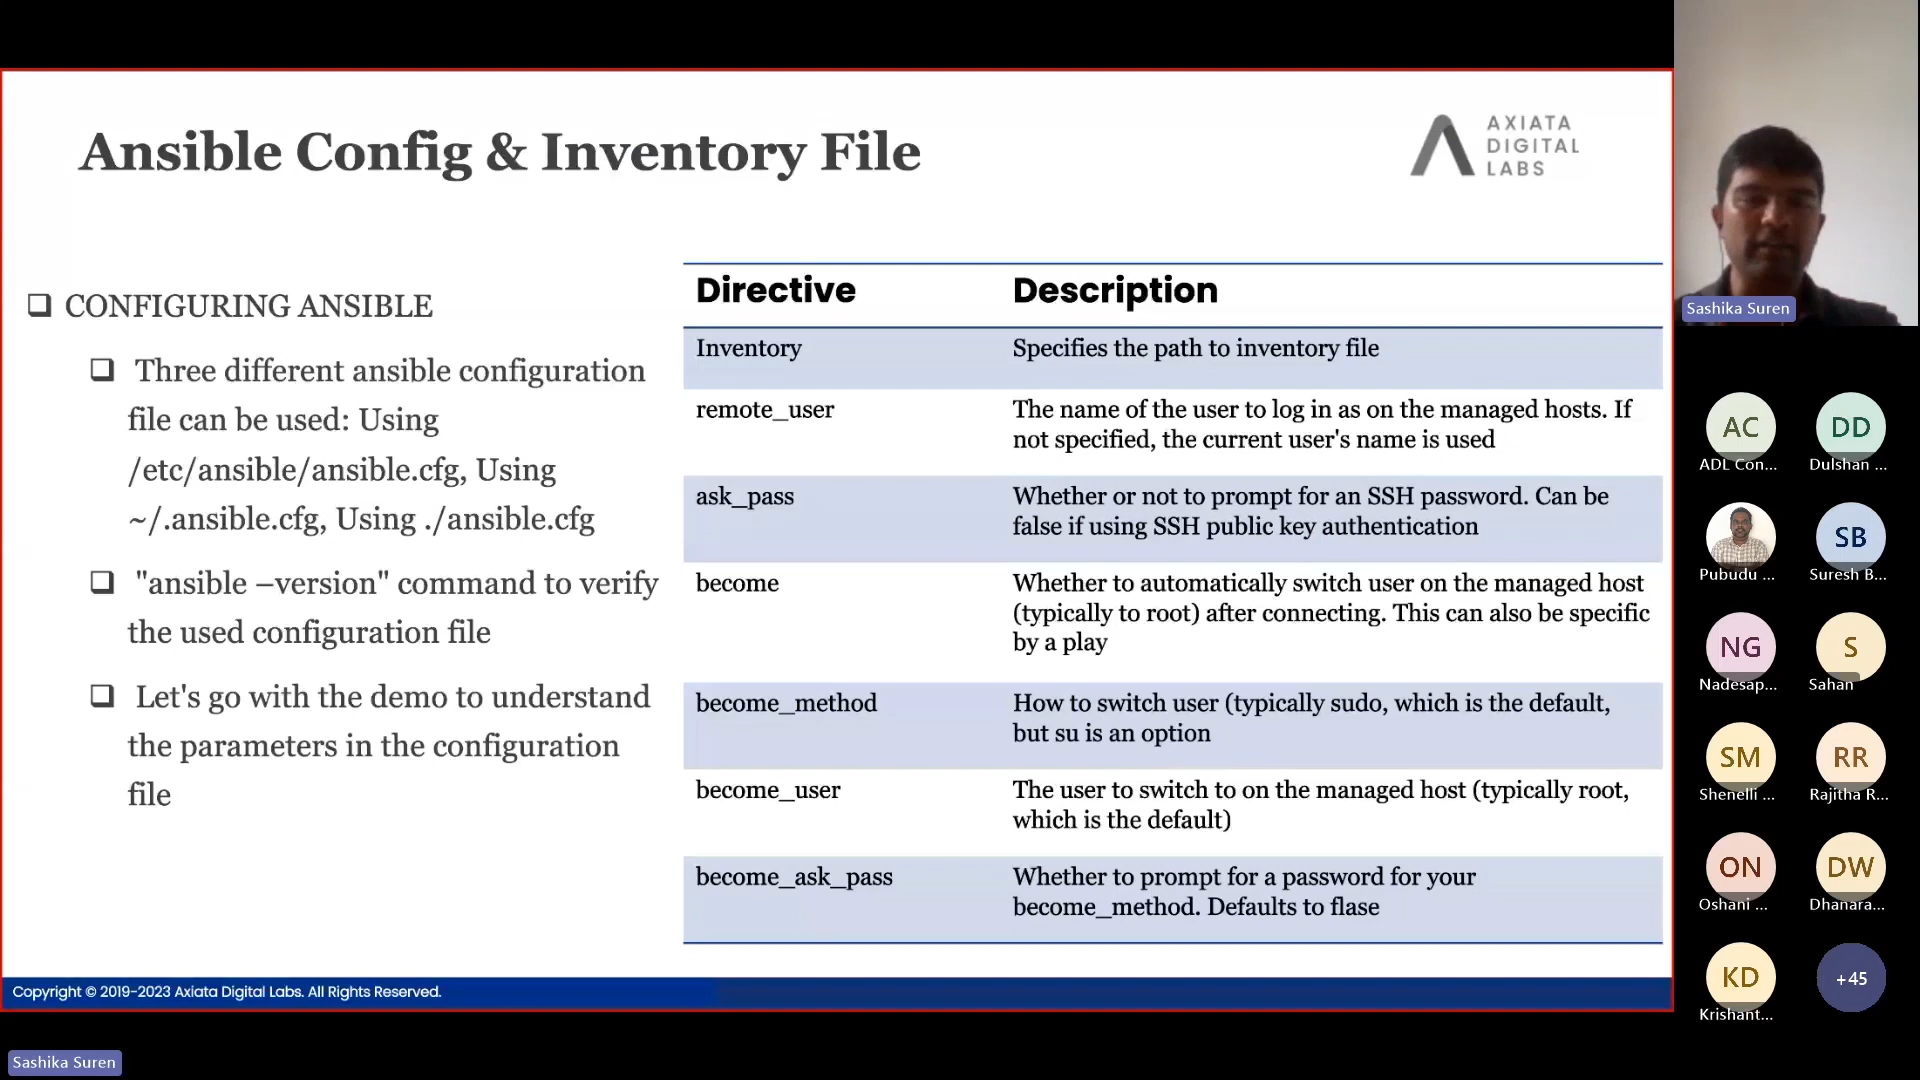 Ansible Config & Inventory File
AXIATA
DIGITAL
LABS
❑ CONFIGURING ANSIBLE
❑ Three different ansible configuration
file can be used: Using
/etc/ansible/ansible.cfg, Using
~/.ansible.cfg, Using ./ansible.cfg
❑ "ansible –version" command to verify
the used configuration file
❑ Let's go with the demo to understand
the parameters in the configuration
file
Directive Description
Inventory Specifies the path to inventory file
remote_user The name of the user to log in as on the managed hosts. If
not specified, the current user's name is used
ask_pass Whether or not to prompt for an SSH password. Can be
false if using SSH public key authentication
become Whether to automatically switch user on the managed host
(typically to root) after connecting. This can also be specific
by a play
become_method How to switch user (typically sudo, which is the default,
but su is an option
become_user The user to switch to on the managed host (typically root,
which is the default)
become_ask_pass Whether to prompt for a password for your
become_method. Defaults to flase
Copyright © 2019-2023 Axiata Digital Labs. All Rights Reserved.
Sashika Suren
Sashika Suren
AC DD
ADL Con... Dulshan ...
SB
Pubudu ... Suresh B...
NG S
Nadesap... Sahan
SM RR
Shenelli ... Rajitha R...
ON DW
Oshani ... Dhanara...
KD +45
Krishant...